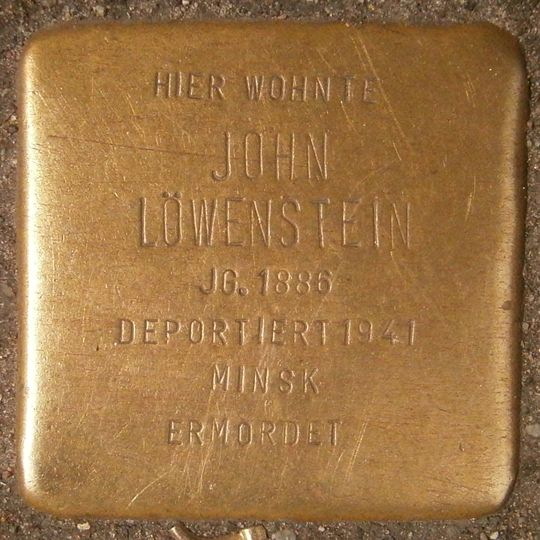 HIER WOHNTE
JOHN
LÖWENSTEIN
JG. 1886
DEPORTIERT 1941
MINSK
ERMORDET